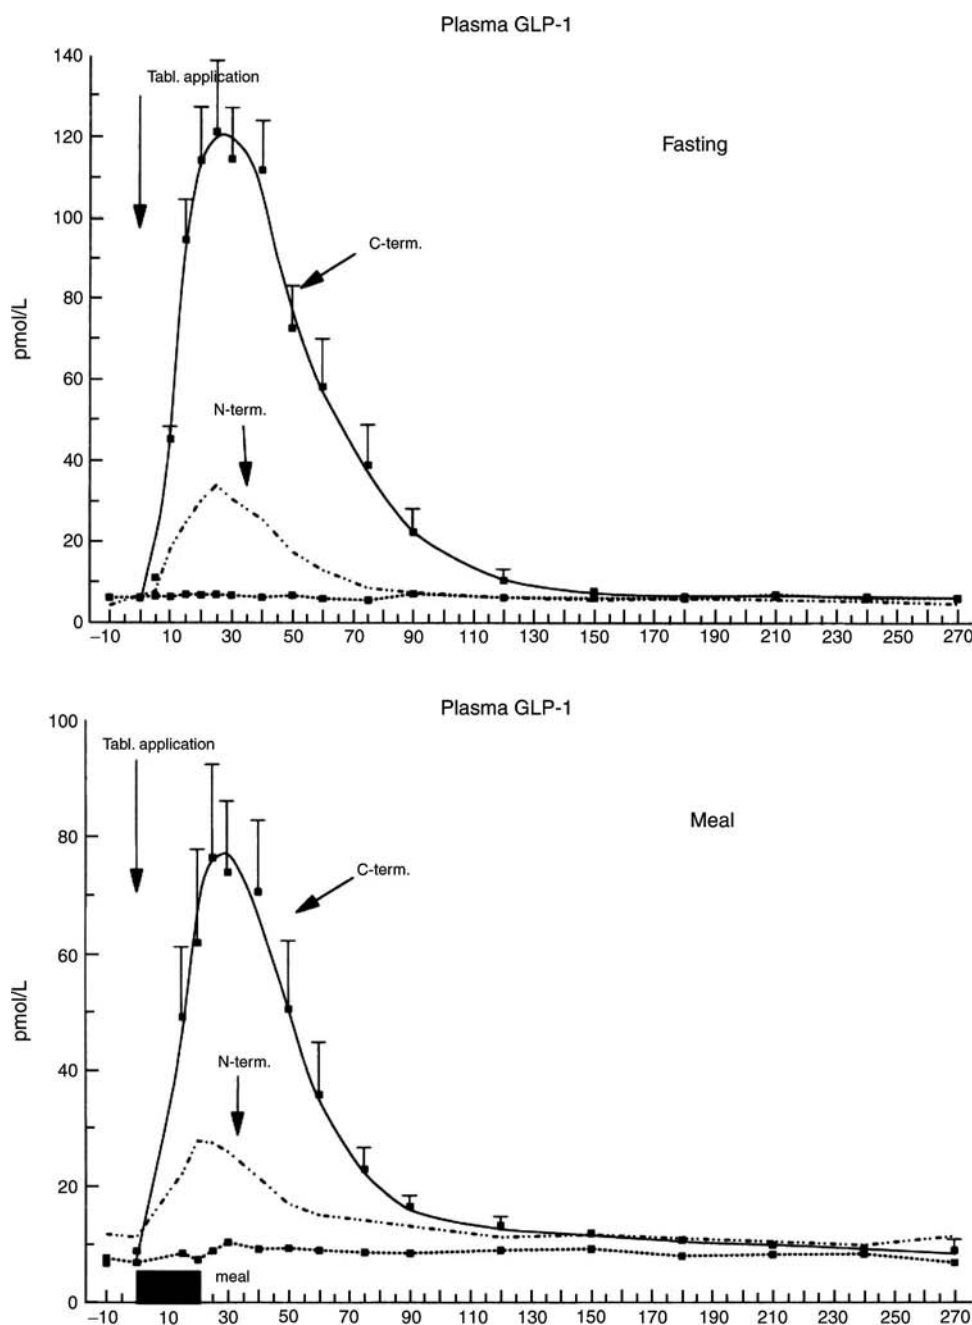 Plasma GLP-1
140
Tabl. application
120
Fasting
100
C-term.
80
pmol/L
60
N-term.
40
20
0
–10 10 30 50 70 90 110 130 150 170 190 210 230 250 270
Plasma GLP-1
100
Tabl. application
Meal
80
C-term.
60
pmol/L
40
N-term.
20
meal
0
–10 10 30 50 70 90 110 130 150 170 190 210 230 250 270